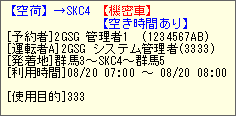 【空荷】→SKC4 【機密車】
【空き時間あり】
[予約者]2GSG 管理者1 (1234567AB)
[運転者A]2GSG システム管理者(3333)
[発着地]群馬3～SKC4～群馬5
[利用時間]08/20 07:00 ～ 08/20 08:00
[使用目的]333